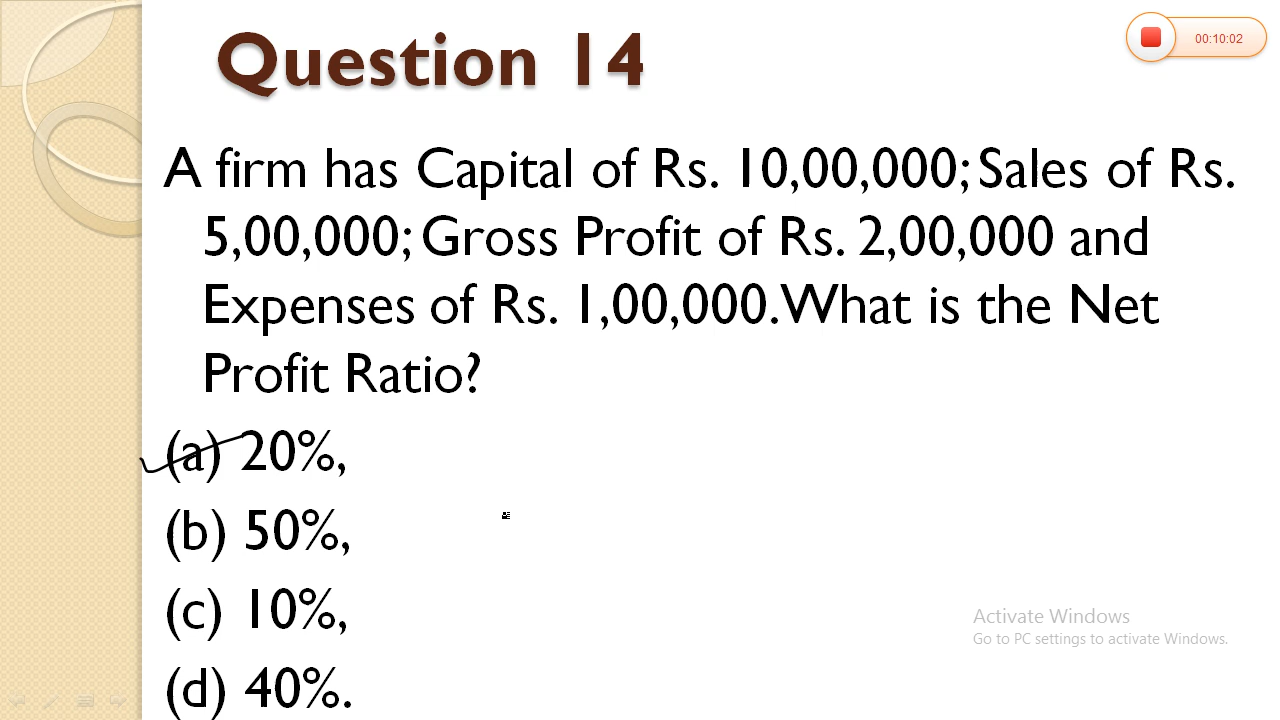 Question 14
00:10:02
A firm has Capital of Rs. 10,00,000; Sales of Rs.
5,00,000; Gross Profit of Rs. 2,00,000 and
Expenses of Rs. 1,00,000. What is the Net
Profit Ratio?
(a) 20%,
(b) 50%,
(c) 10%,
(d) 40%.
Activate Windows
Go to PC settings to activate Windows.